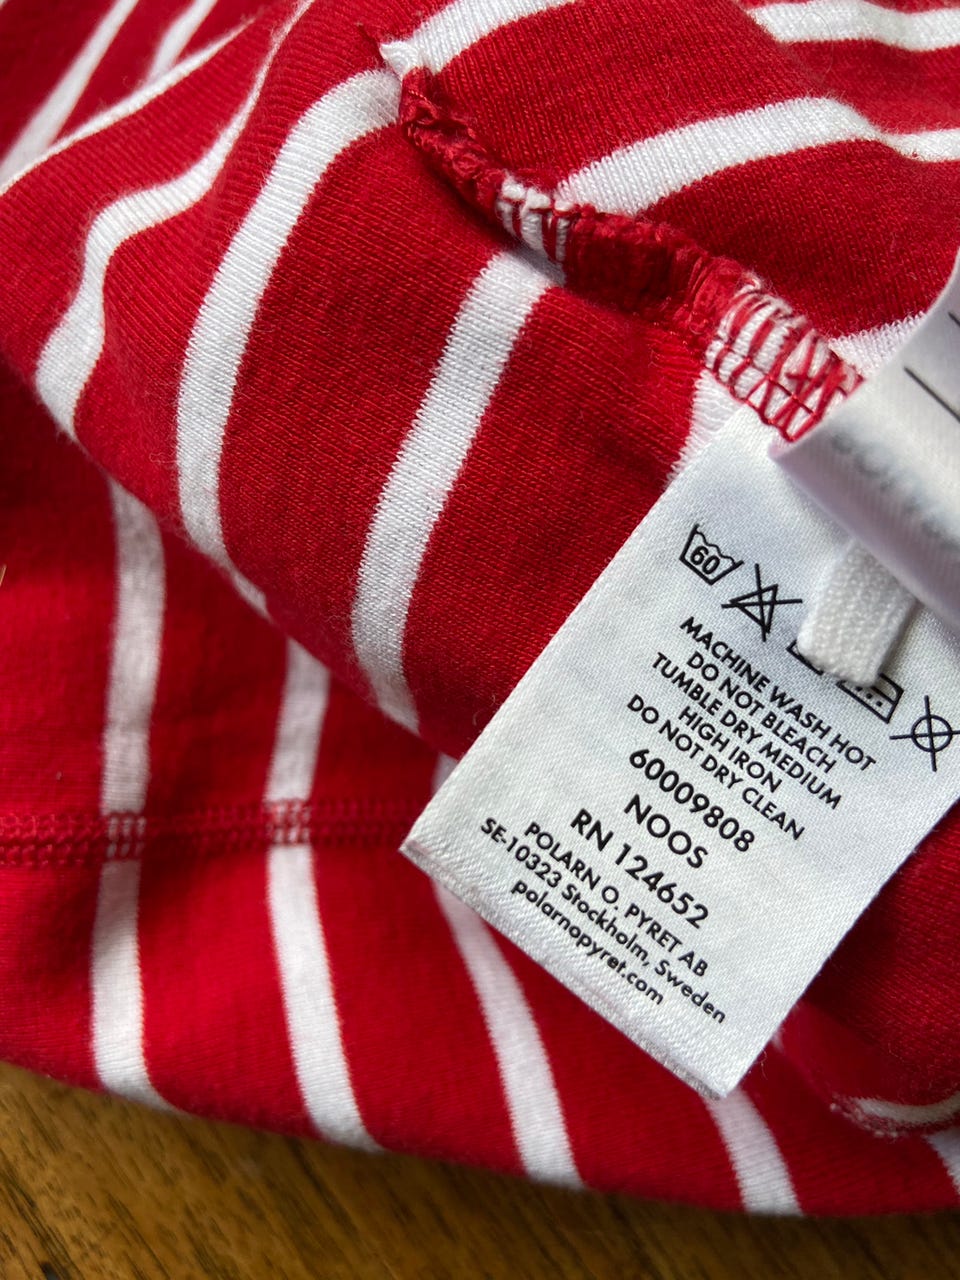 60
MACHINE WASH HOT
DO NOT BLEACH
TUMBLE DRY MEDIUM
HIGH IRON
DO NOT DRY CLEAN
60009808
NOOS
RN 124652
POLARN O. PYRET AB
SE-10323 Stockholm, Sweden
polarnopyret.com